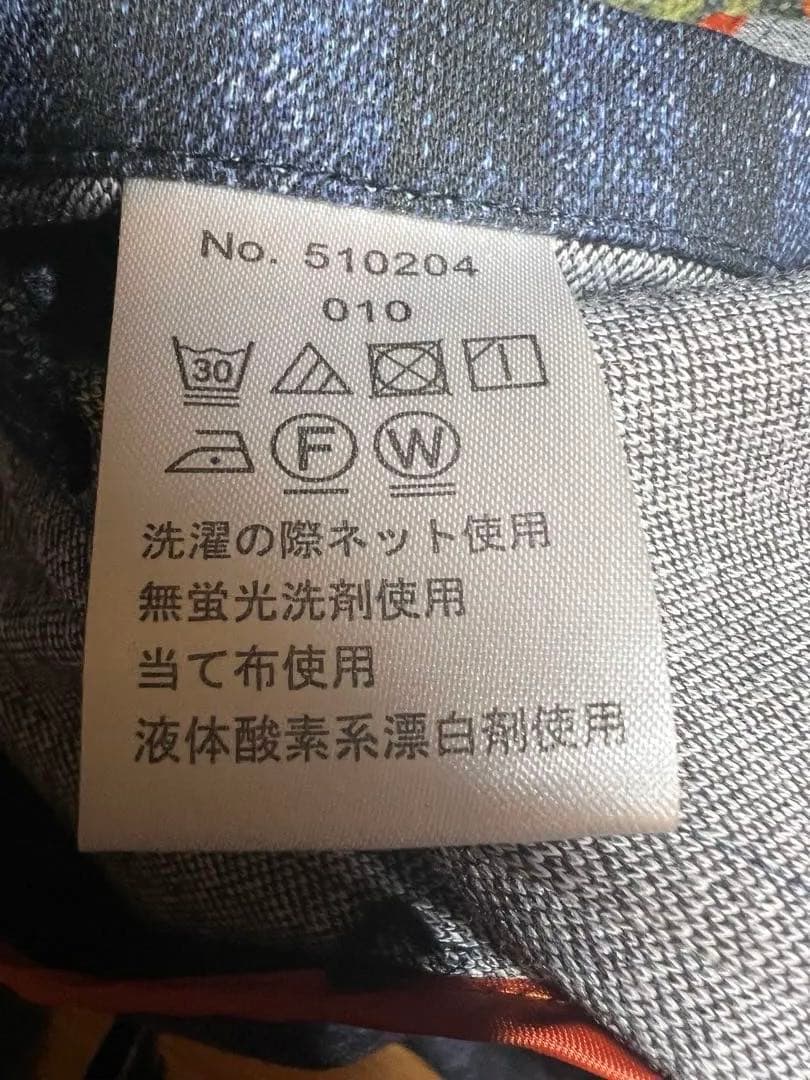 No. 510204
010
30
F W
洗濯の際ネット使用
無蛍光洗剤使用
当て布使用
液体酸素系漂白剤使用